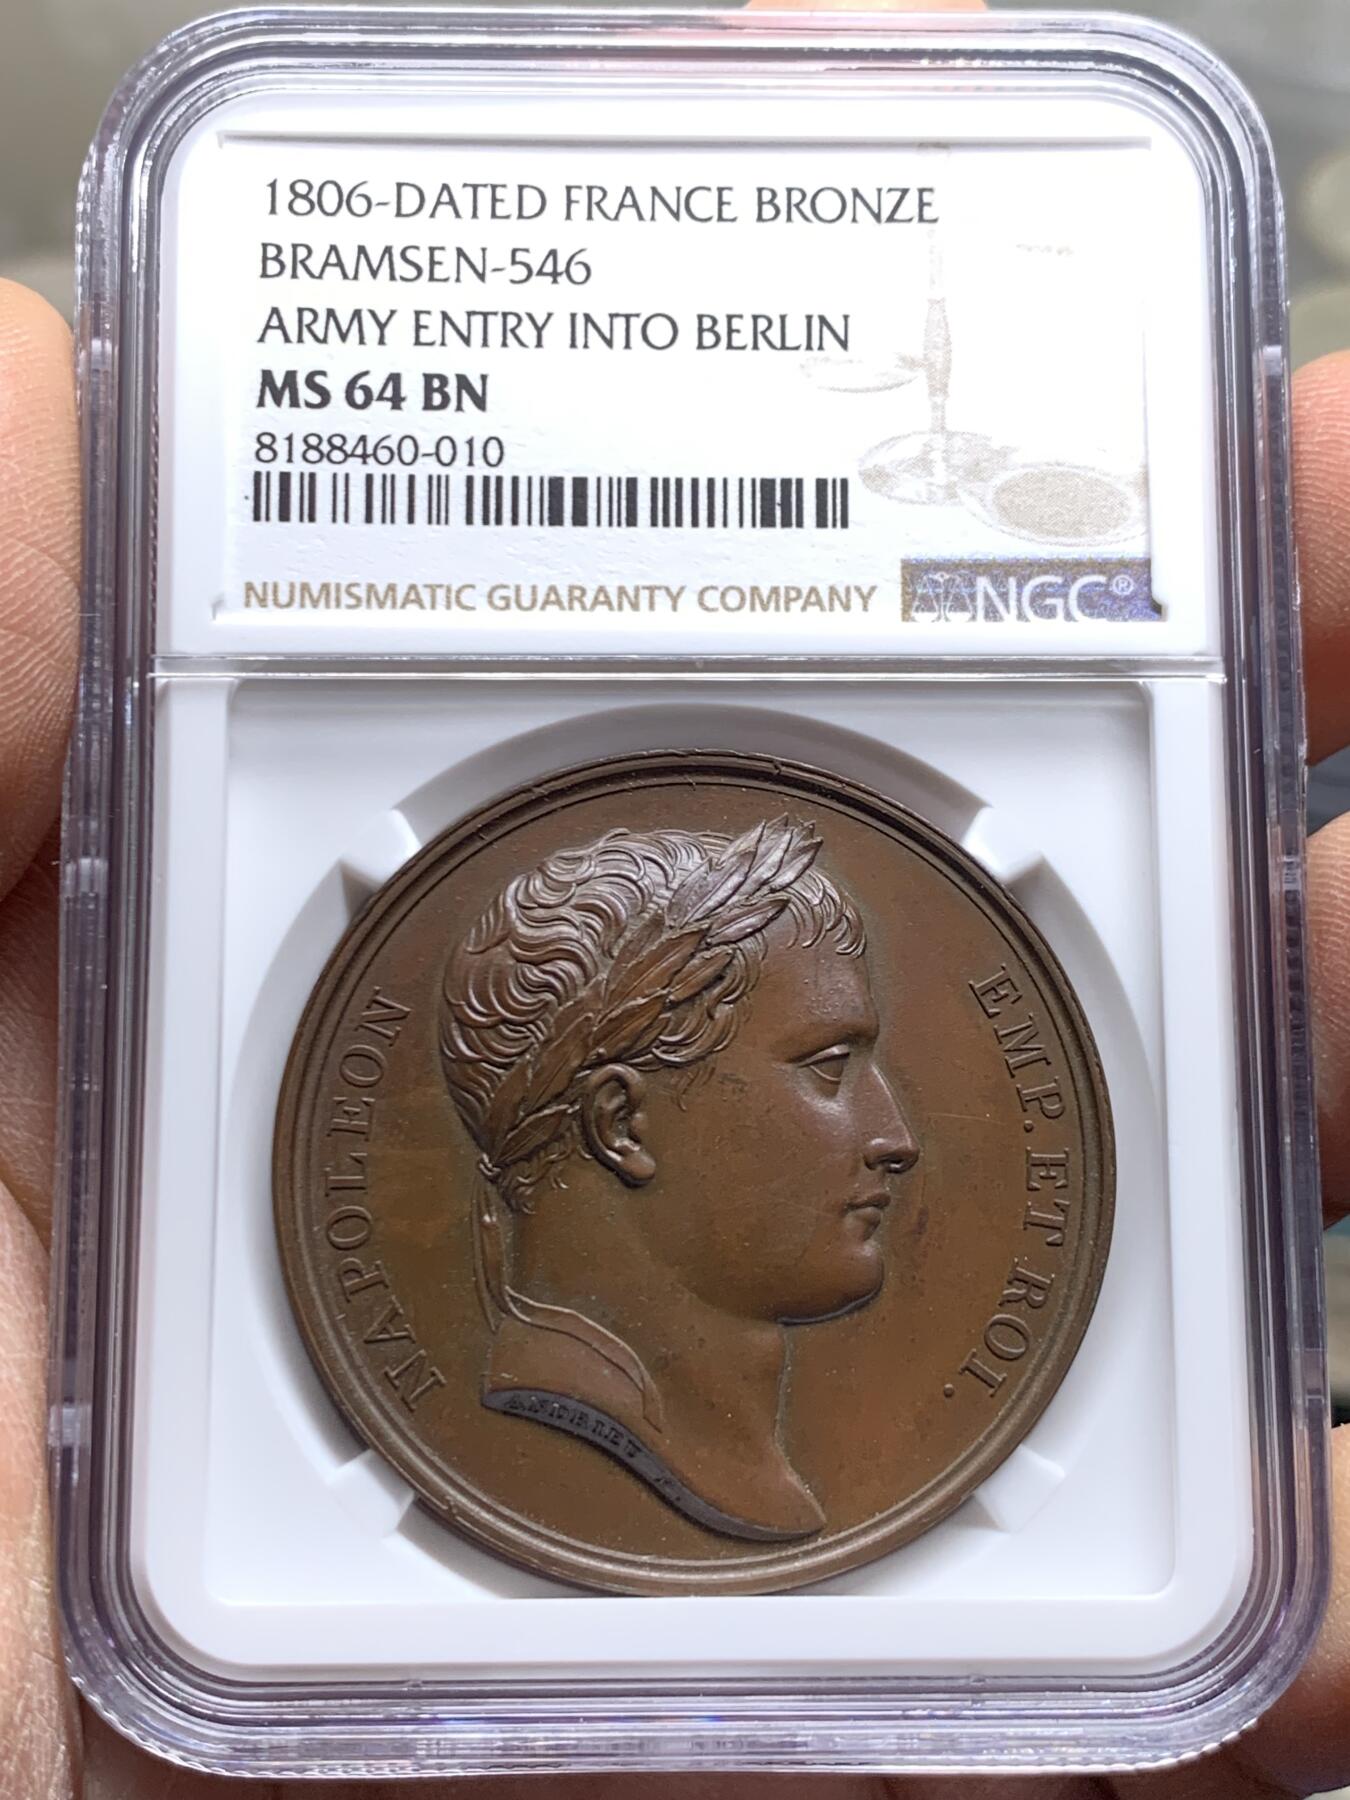 1806-DATED FRANCE BRONZE
BRAMSEN-546
ARMY ENTRY INTO BERLIN
MS 64 BN
8188460-010
NUMISMATIC GUARANTY COMPANY
NGC®
NAPOLEON
EMP. ET ROI.
ANDRIEU F.